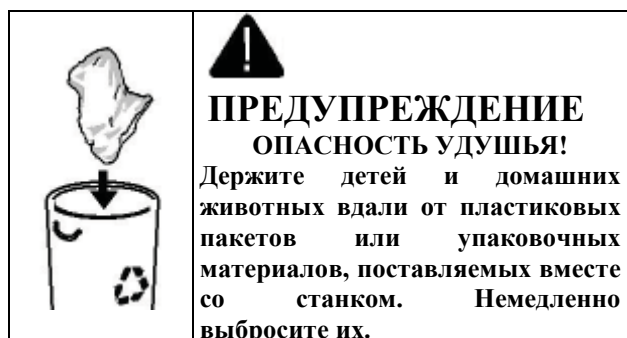 ПРЕДУПРЕЖДЕНИЕ
ОПАСНОСТЬ УДУШЬЯ!
Держите детей и домашних
животных вдали от пластиковых
пакетов или упаковочных
материалов, поставляемых вместе
со станком. Немедленно
выбросите их.